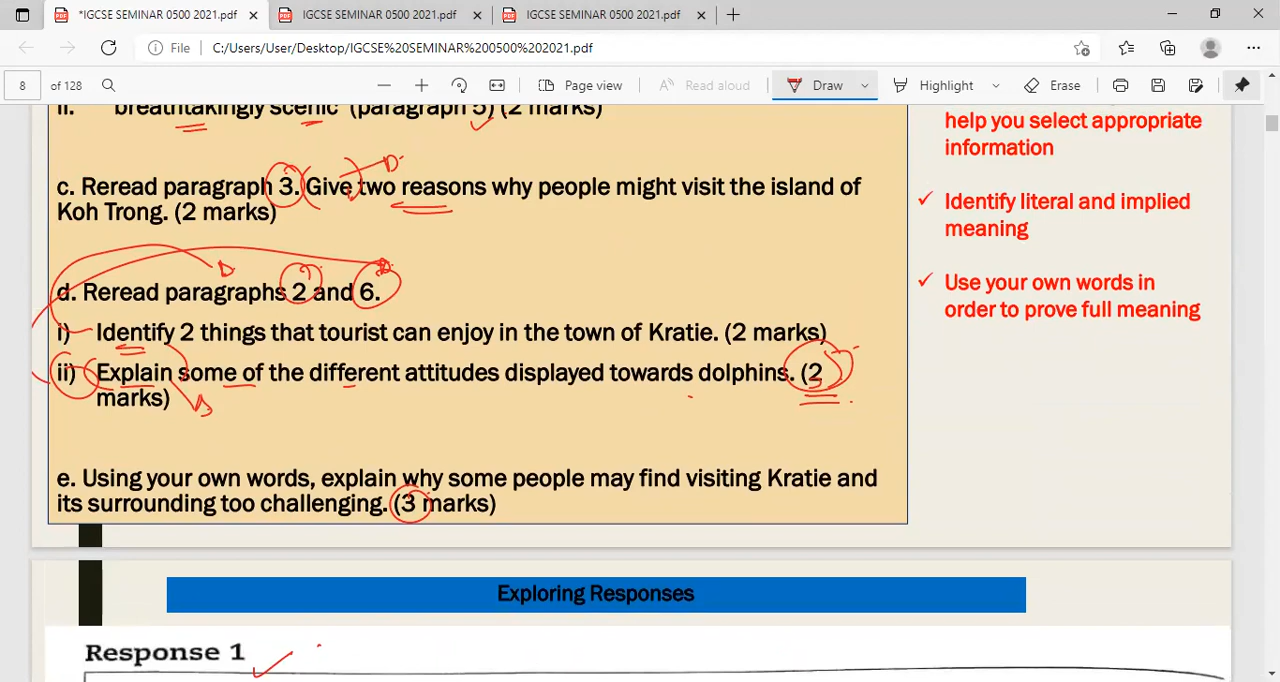 *IGCSE SEMINAR 0500 2021.pdf
IGCSE SEMINAR 0500 2021.pdf
IGCSE SEMINAR 0500 2021.pdf
File
C:/Users/User/Desktop/IGCSE%20SEMINAR%200500%202021.pdf
8 of 128
Page view
Read aloud
Draw
Highlight
Erase
ii. breathtakingly scenic (paragraph 5) (2 marks)
c. Reread paragraph 3. Give two reasons why people might visit the island of
Koh Trong. (2 marks)
d. Reread paragraphs 2 and 6.
i) Identify 2 things that tourist can enjoy in the town of Kratie. (2 marks)
ii) Explain some of the different attitudes displayed towards dolphins. (2
marks)
e. Using your own words, explain why some people may find visiting Kratie and
its surrounding too challenging. (3 marks)
help you select appropriate
information
Identify literal and implied
meaning
Use your own words in
order to prove full meaning
Exploring Responses
Response 1